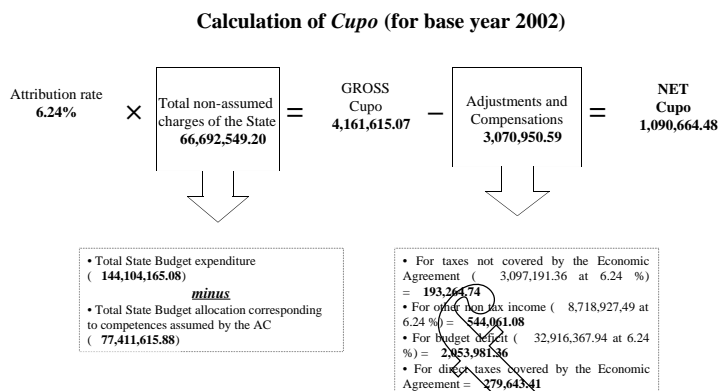 Calculation of Cupo (for base year 2002)
Attribution rate
6.24%
×
Total non-assumed
charges of the State
66,692,549.20
=
GROSS
Cupo
4,161,615.07
−
Adjustments and
Compensations
3,070,950.59
=
NET
Cupo
1,090,664.48
• Total State Budget expenditure
( 144,104,165.08)
minus
• Total State Budget allocation corresponding
to competences assumed by the AC
( 77,411,615.88)
• For taxes not covered by the Economic
Agreement ( 3,097,191.36 at 6.24 %)
= 193,264.74
• For other non tax income ( 8,718,927,49 at
6.24 %) = 544,061.08
• For budget deficit ( 32,916,367.94 at 6.24
%) = 2,053,981.36
• For direct taxes covered by the Economic
Agreement = 279,643.41